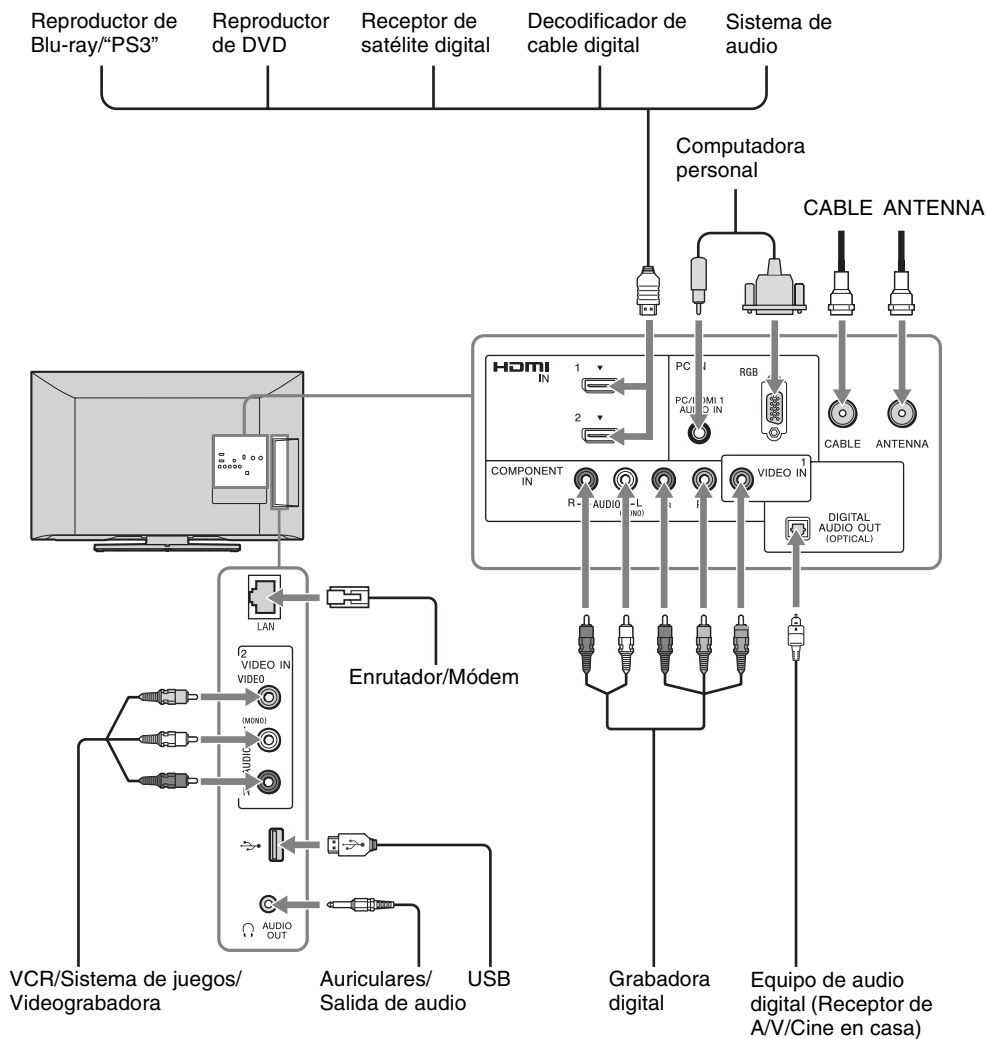 Reproductor de
Blu-ray/“PS3”
Reproductor
de DVD
Receptor de
satélite digital
Decodificador de
cable digital
Sistema de
audio
Computadora
personal
CABLE ANTENNA
HDMI
IN
1
2
PC IN
RGB
PC/HDMI 1
AUDIO IN
CABLE
ANTENNA
COMPONENT
IN
R
AUDIO
L
(MONO)
1
VIDEO IN
DIGITAL
AUDIO OUT
(OPTICAL)
LAN
Enrutador/Módem
2
VIDEO IN
VIDEO
(MONO)
AUDIO
AUDIO
OUT
VCR/Sistema de juegos/
Videograbadora
Auriculares/
Salida de audio
USB
Grabadora
digital
Equipo de audio
digital (Receptor de
A/V/Cine en casa)